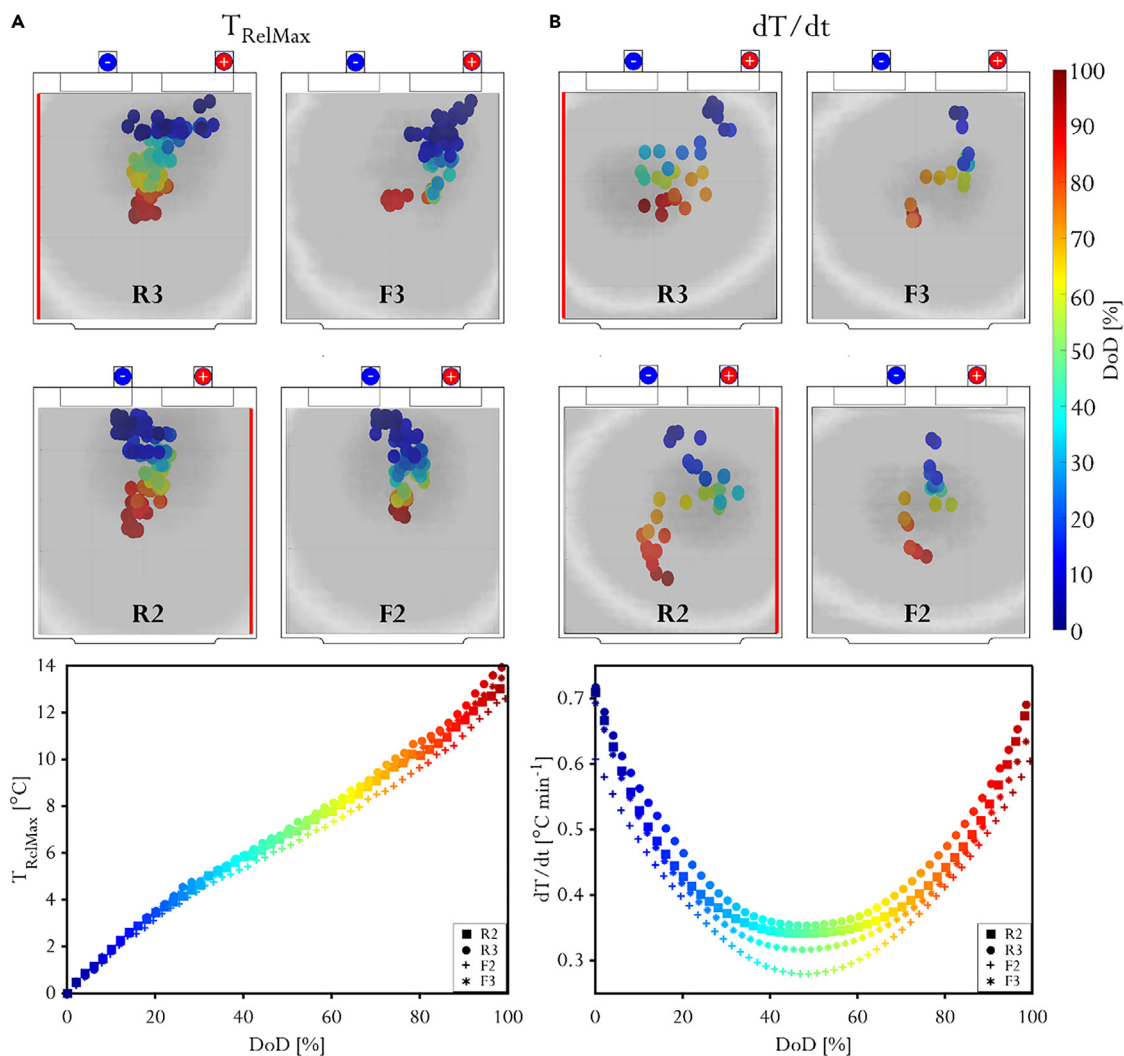 A
T_RelMax
B
dT/dt
- +
- +
- +
- +
R3
F3
R3
F3
- +
- +
- +
- +
R2
F2
R2
F2
100
90
80
70
60
50
40
30
20
10
0
DoD [%]
14
12
10
8
6
4
2
0
T_RelMax [°C]
0 20 40 60 80 100
DoD [%]
R2
R3
F2
F3
0.7
0.6
0.5
0.4
0.3
dT/dt [°C min⁻¹]
0 20 40 60 80 100
DoD [%]
R2
R3
F2
F3